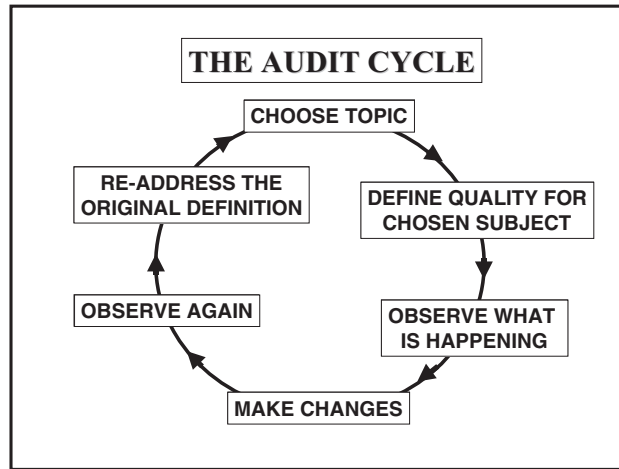 THE AUDIT CYCLE
CHOOSE TOPIC
DEFINE QUALITY FOR
CHOSEN SUBJECT
OBSERVE WHAT
IS HAPPENING
MAKE CHANGES
OBSERVE AGAIN
RE-ADDRESS THE
ORIGINAL DEFINITION